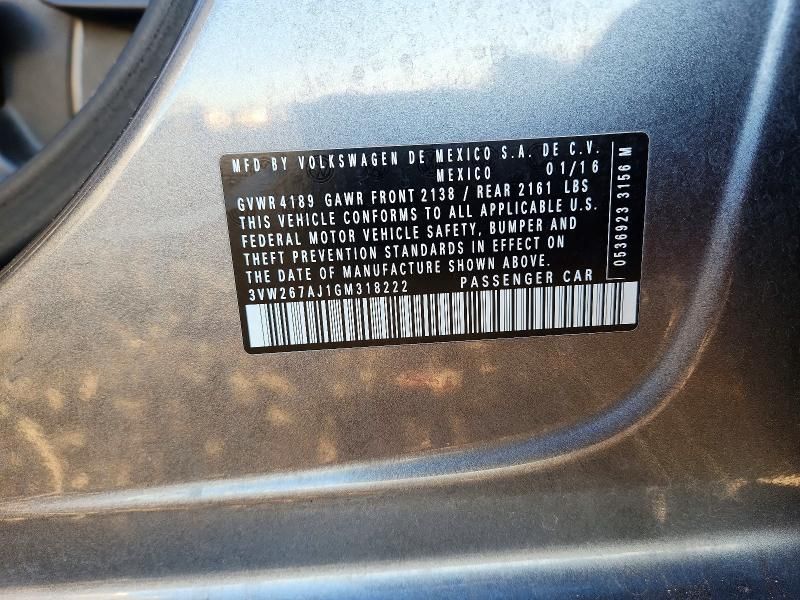 MFD BY VOLKSWAGEN DE MEXICO S.A. DE C.V.
MEXICO 01/16
GVWR 4189 GAWR FRONT 2138 / REAR 2161 LBS
THIS VEHICLE CONFORMS TO ALL APPLICABLE U.S.
FEDERAL MOTOR VEHICLE SAFETY, BUMPER AND
THEFT PREVENTION STANDARDS IN EFFECT ON
THE DATE OF MANUFACTURE SHOWN ABOVE.
3VW267AJ1GM318222 PASSENGER CAR
0536923 3156 M